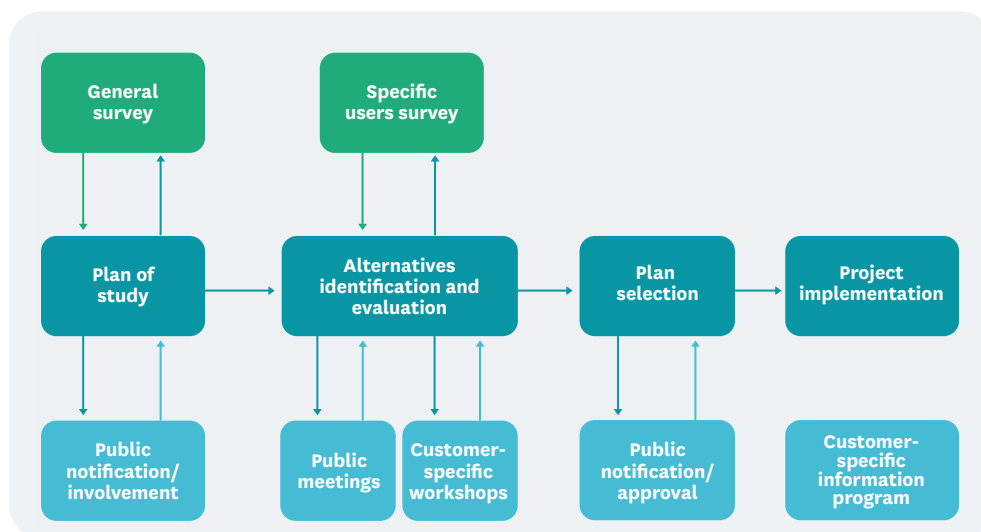 General
survey
Specific
users survey
Plan of
study
Alternatives
identification and
evaluation
Plan
selection
Project
implementation
Public
notification/
involvement
Public
meetings
Customer-
specific
workshops
Public
notification/
approval
Customer-
specific
information
program